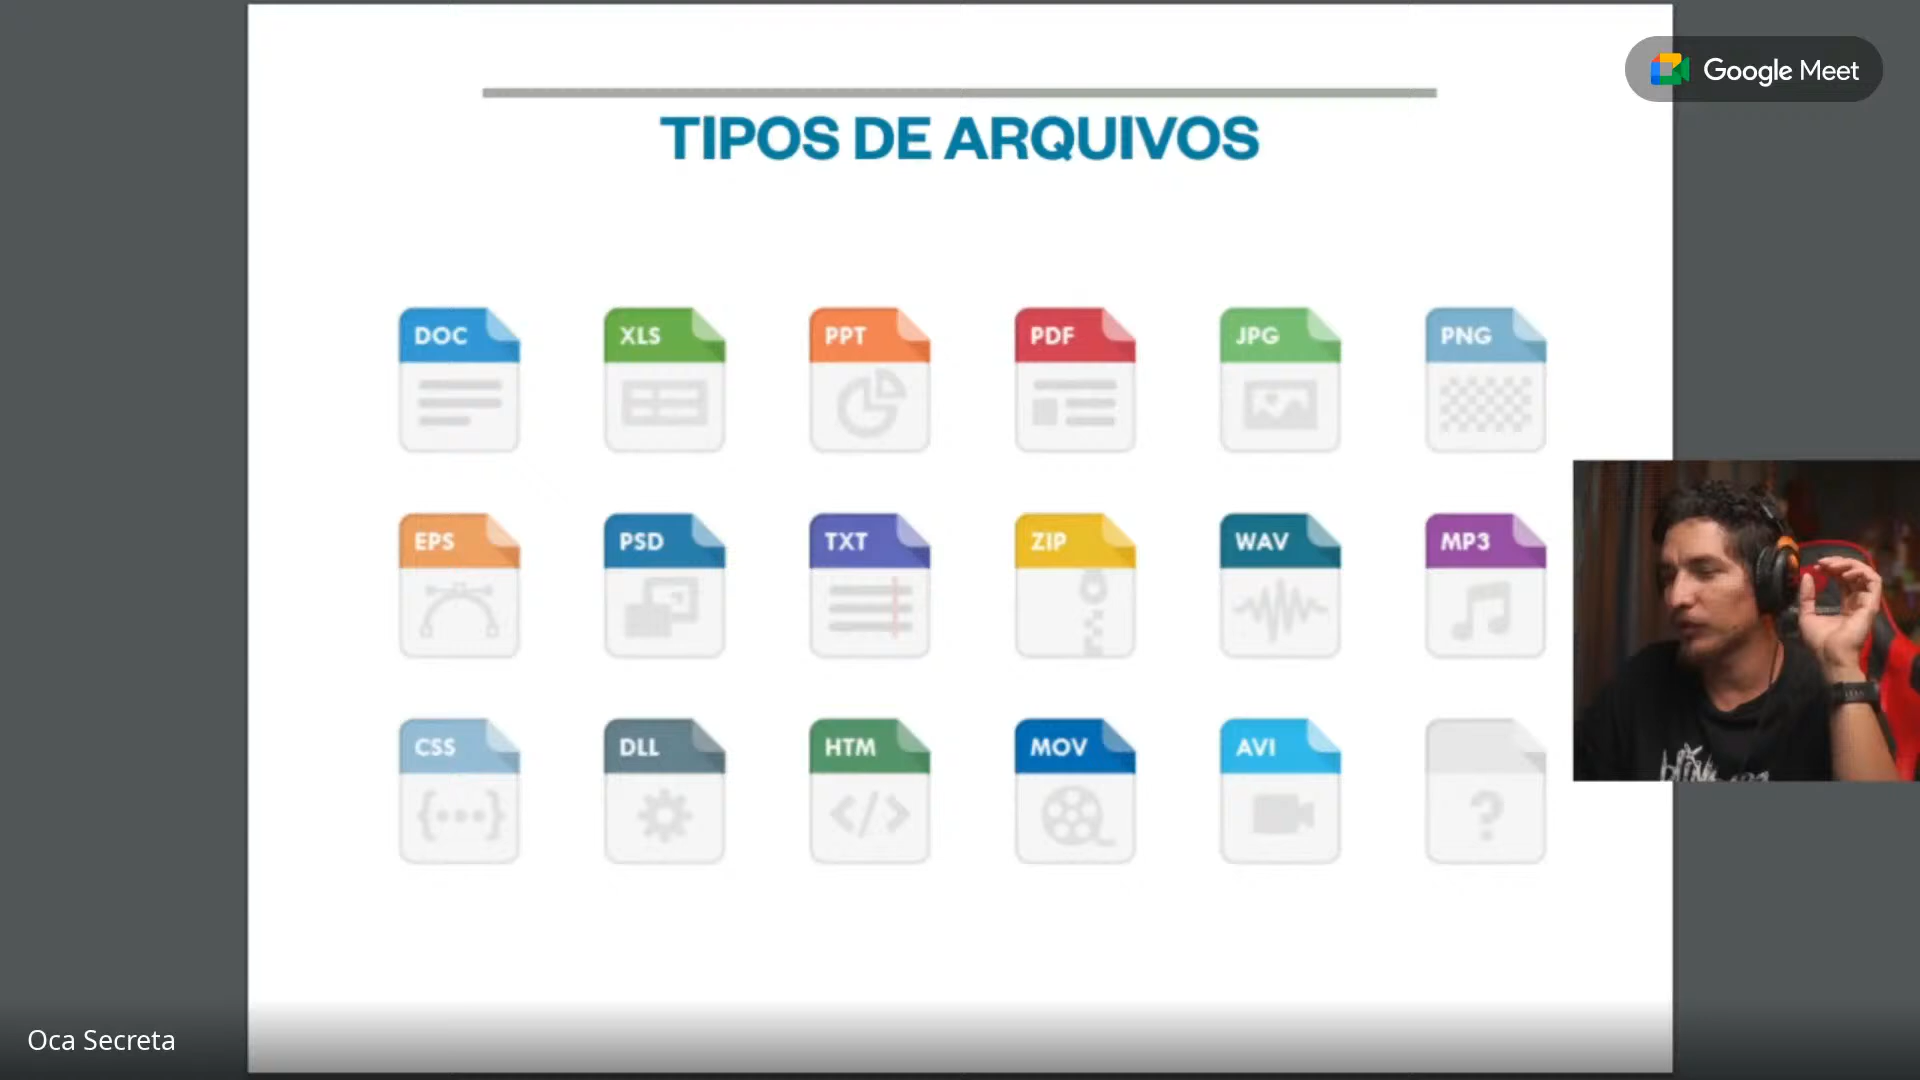 Google Meet
TIPOS DE ARQUIVOS
DOC XLS PPT PDF JPG PNG
EPS PSD TXT ZIP WAV MP3
CSS DLL HTM MOV AVI ?
Oca Secreta